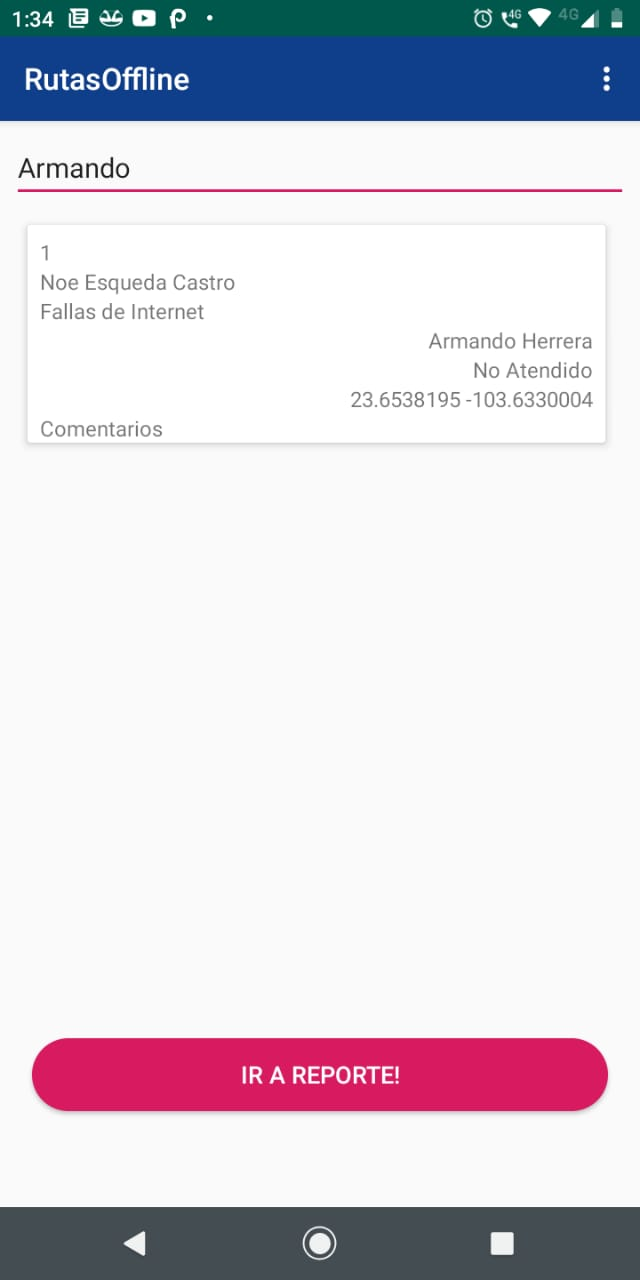 1:34 4G 4G
RutasOffline
Armando
1
Noe Esqueda Castro
Fallas de Internet
Armando Herrera
No Atendido
23.6538195 -103.6330004
Comentarios
IR A REPORTE!